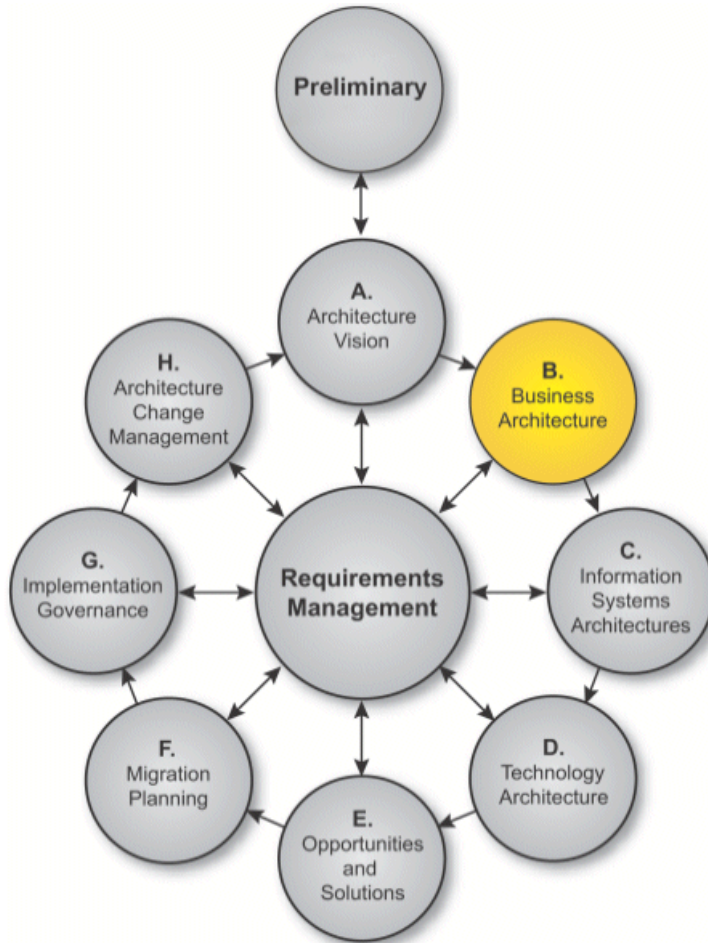 Preliminary
A.
Architecture
Vision
B.
Business
Architecture
C.
Information
Systems
Architectures
D.
Technology
Architecture
E.
Opportunities
and
Solutions
F.
Migration
Planning
G.
Implementation
Governance
H.
Architecture
Change
Management
Requirements
Management